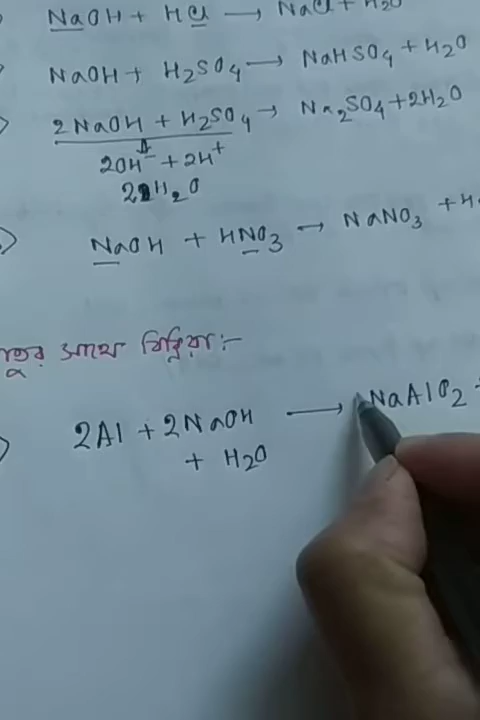 NaOH + HCl → NaCl + H₂O
NaOH + H₂SO₄ → NaHSO₄ + H₂O
2NaOH + H₂SO₄ → Na₂SO₄ + 2H₂O
2OH⁻ + 2H⁺
2H₂O
NaOH + HNO₃ → NaNO₃ + H
সাথে বিক্রিয়া:-
2Al + 2NaOH → NaAlO₂ +
+ H₂O